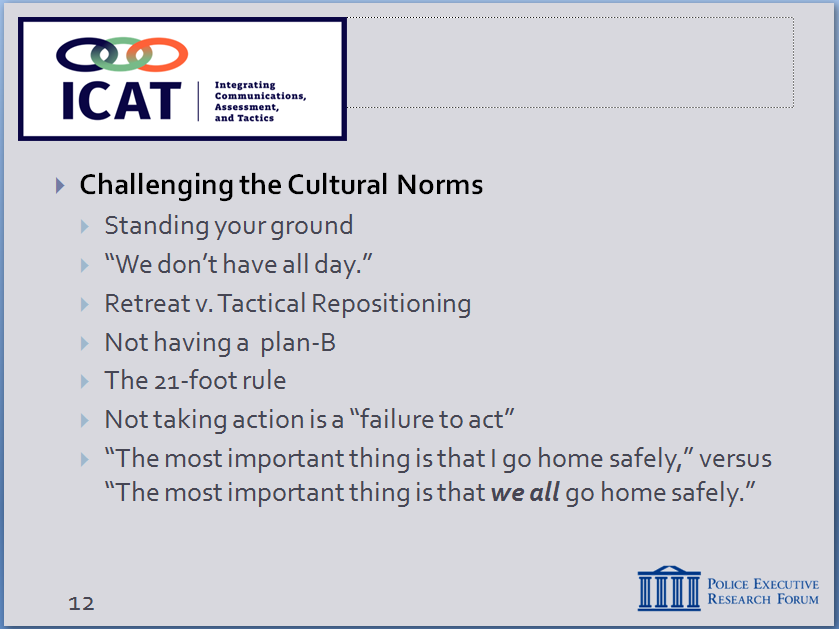 ICAT
Integrating
Communications,
Assessment,
and Tactics
Challenging the Cultural Norms
Standing your ground
“We don’t have all day.”
Retreat v. Tactical Repositioning
Not having a plan-B
The 21-foot rule
Not taking action is a “failure to act”
“The most important thing is that I go home safely,” versus
“The most important thing is that we all go home safely.”
12
POLICE EXECUTIVE
RESEARCH FORUM